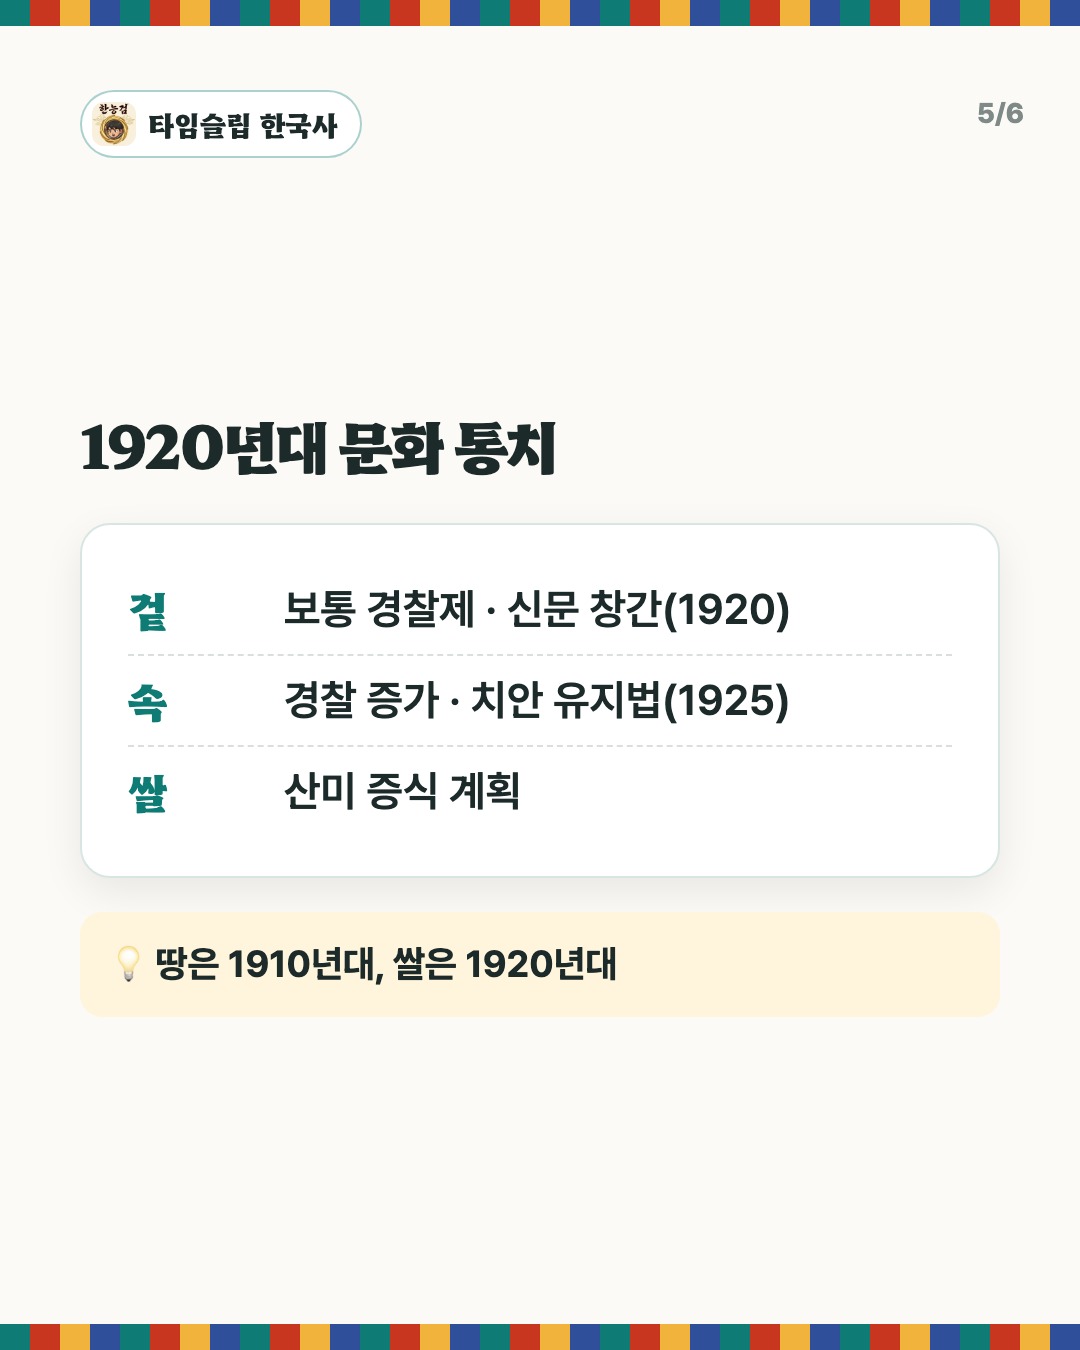 한능검
타임슬립 한국사
5/6
1920년대 문화 통치
겉 보통 경찰제 · 신문 창간(1920)
속 경찰 증가 · 치안 유지법(1925)
쌀 산미 증식 계획
💡 땅은 1910년대, 쌀은 1920년대